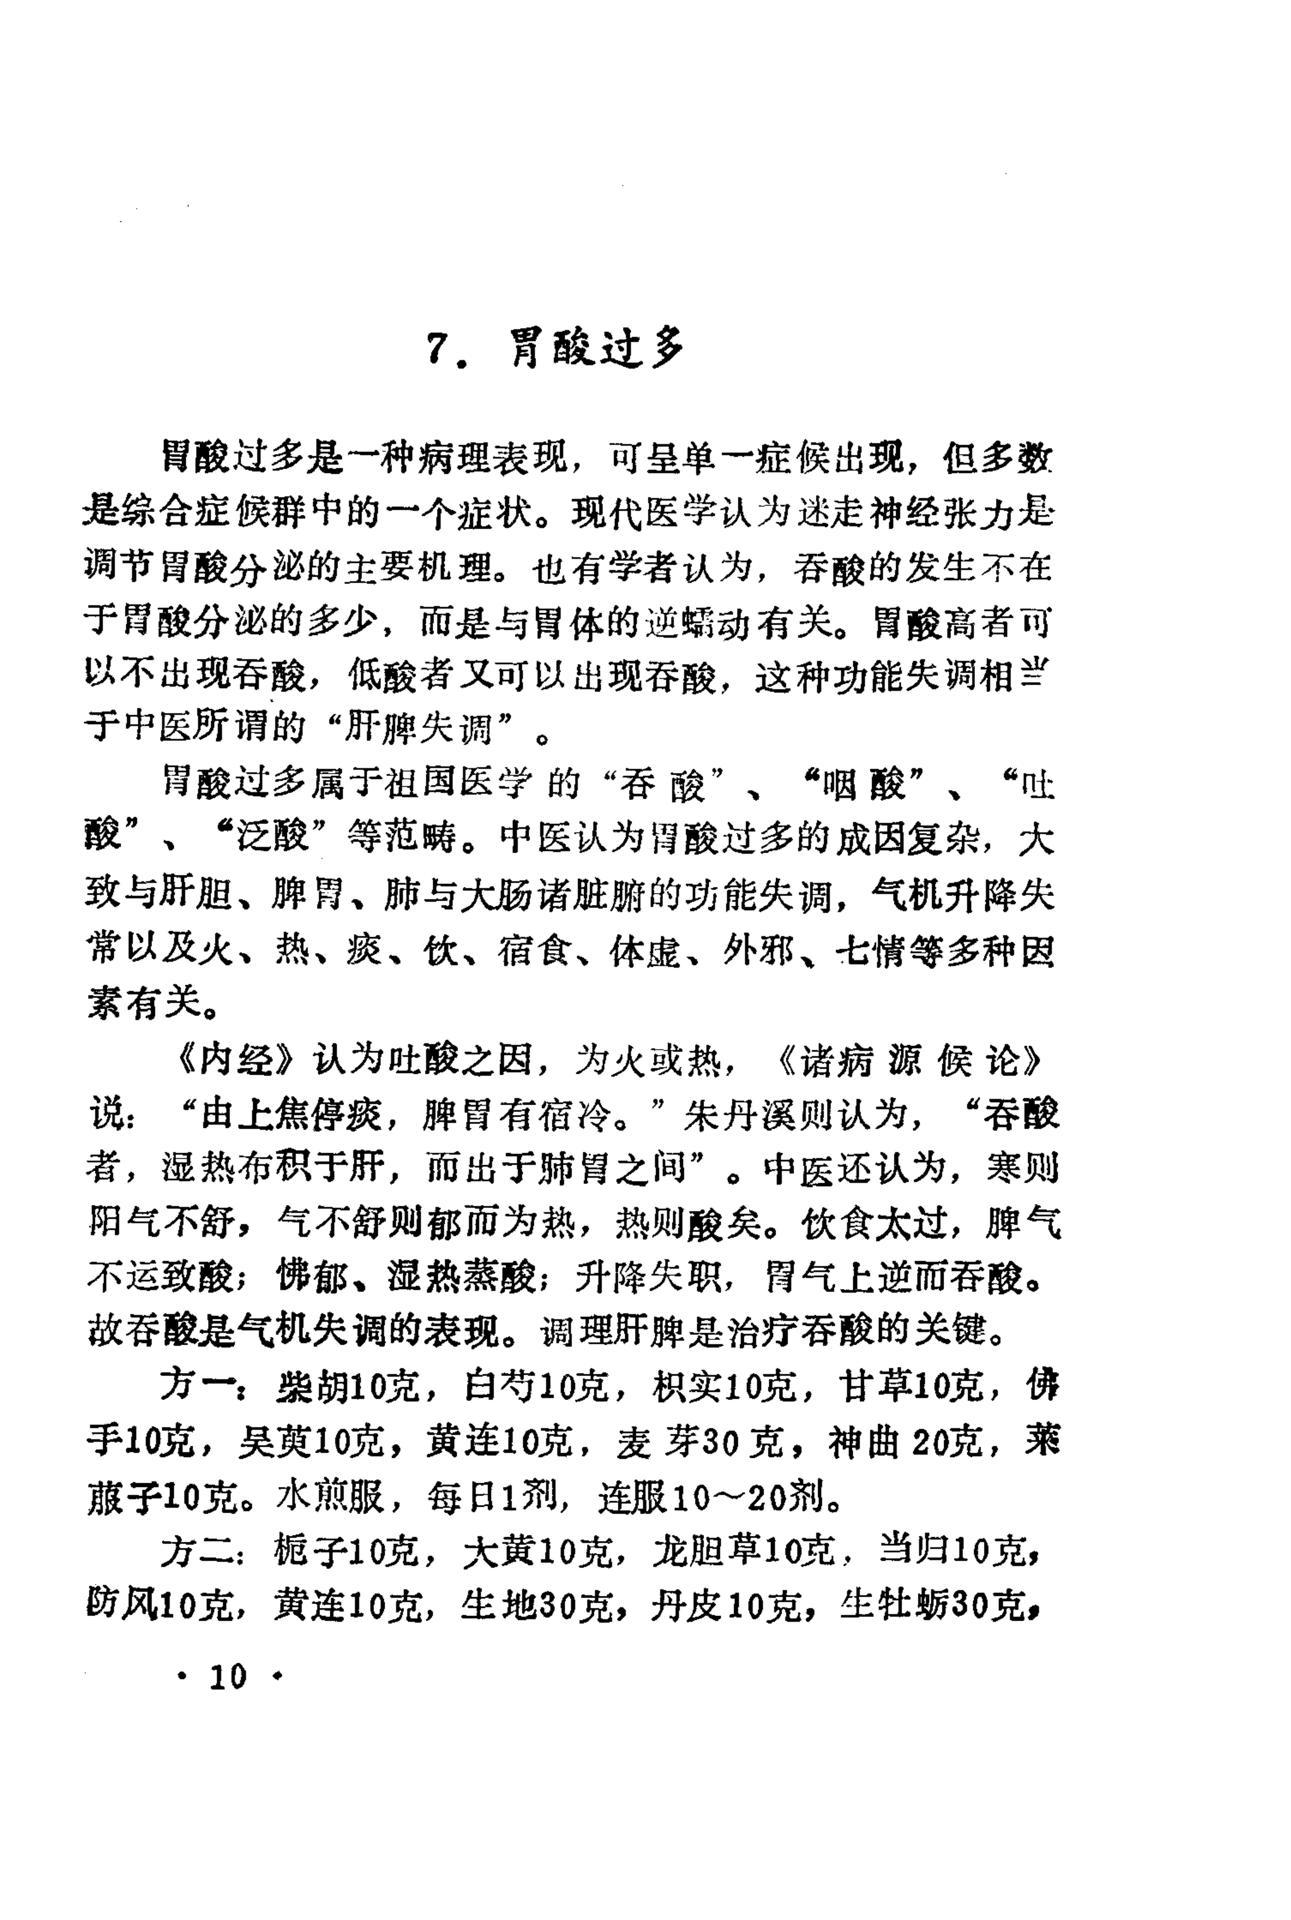 7．胃酸过多
胃酸过多是一种病理表现，可呈单一症候出现，但多数
是综合症候群中的一个症状。现代医学认为迷走神经张力是
调节胃酸分泌的主要机理。也有学者认为，吞酸的发生不在
于胃酸分泌的多少，而是与胃体的逆蠕动有关。胃酸高者可
以不出现吞酸，低酸者又可以出现吞酸，这种功能失调相当
于中医所谓的“肝脾失调”。
胃酸过多属于祖国医学的“吞酸”、“咽酸”、“吐
酸”、“泛酸”等范畴。中医认为胃酸过多的成因复杂，大
致与肝胆、脾胃、肺与大肠诸脏腑的功能失调，气机升降失
常以及火、热、痰、饮、宿食、体虚、外邪、七情等多种因
素有关。
《内经》认为吐酸之因，为火或热，《诸病源候论》
说：“由上焦停痰，脾胃有宿冷。”朱丹溪则认为，“吞酸
者，湿热布积于肝，而出于肺胃之间”。中医还认为，寒则
阳气不舒，气不舒则郁而为热，热则酸矣。饮食太过，脾气
不运致酸；怫郁、湿热蒸酸；升降失职，胃气上逆而吞酸。
故吞酸是气机失调的表现。调理肝脾是治疗吞酸的关键。
方一：柴胡10克，白芍10克，枳实10克，甘草10克，佛
手10克，吴萸10克，黄连10克，麦芽30克，神曲20克，莱
菔子10克。水煎服，每日1剂，连服10～20剂。
方二：栀子10克，大黄10克，龙胆草10克，当归10克，
防风10克，黄连10克，生地30克，丹皮10克，生牡蛎30克，
·10·